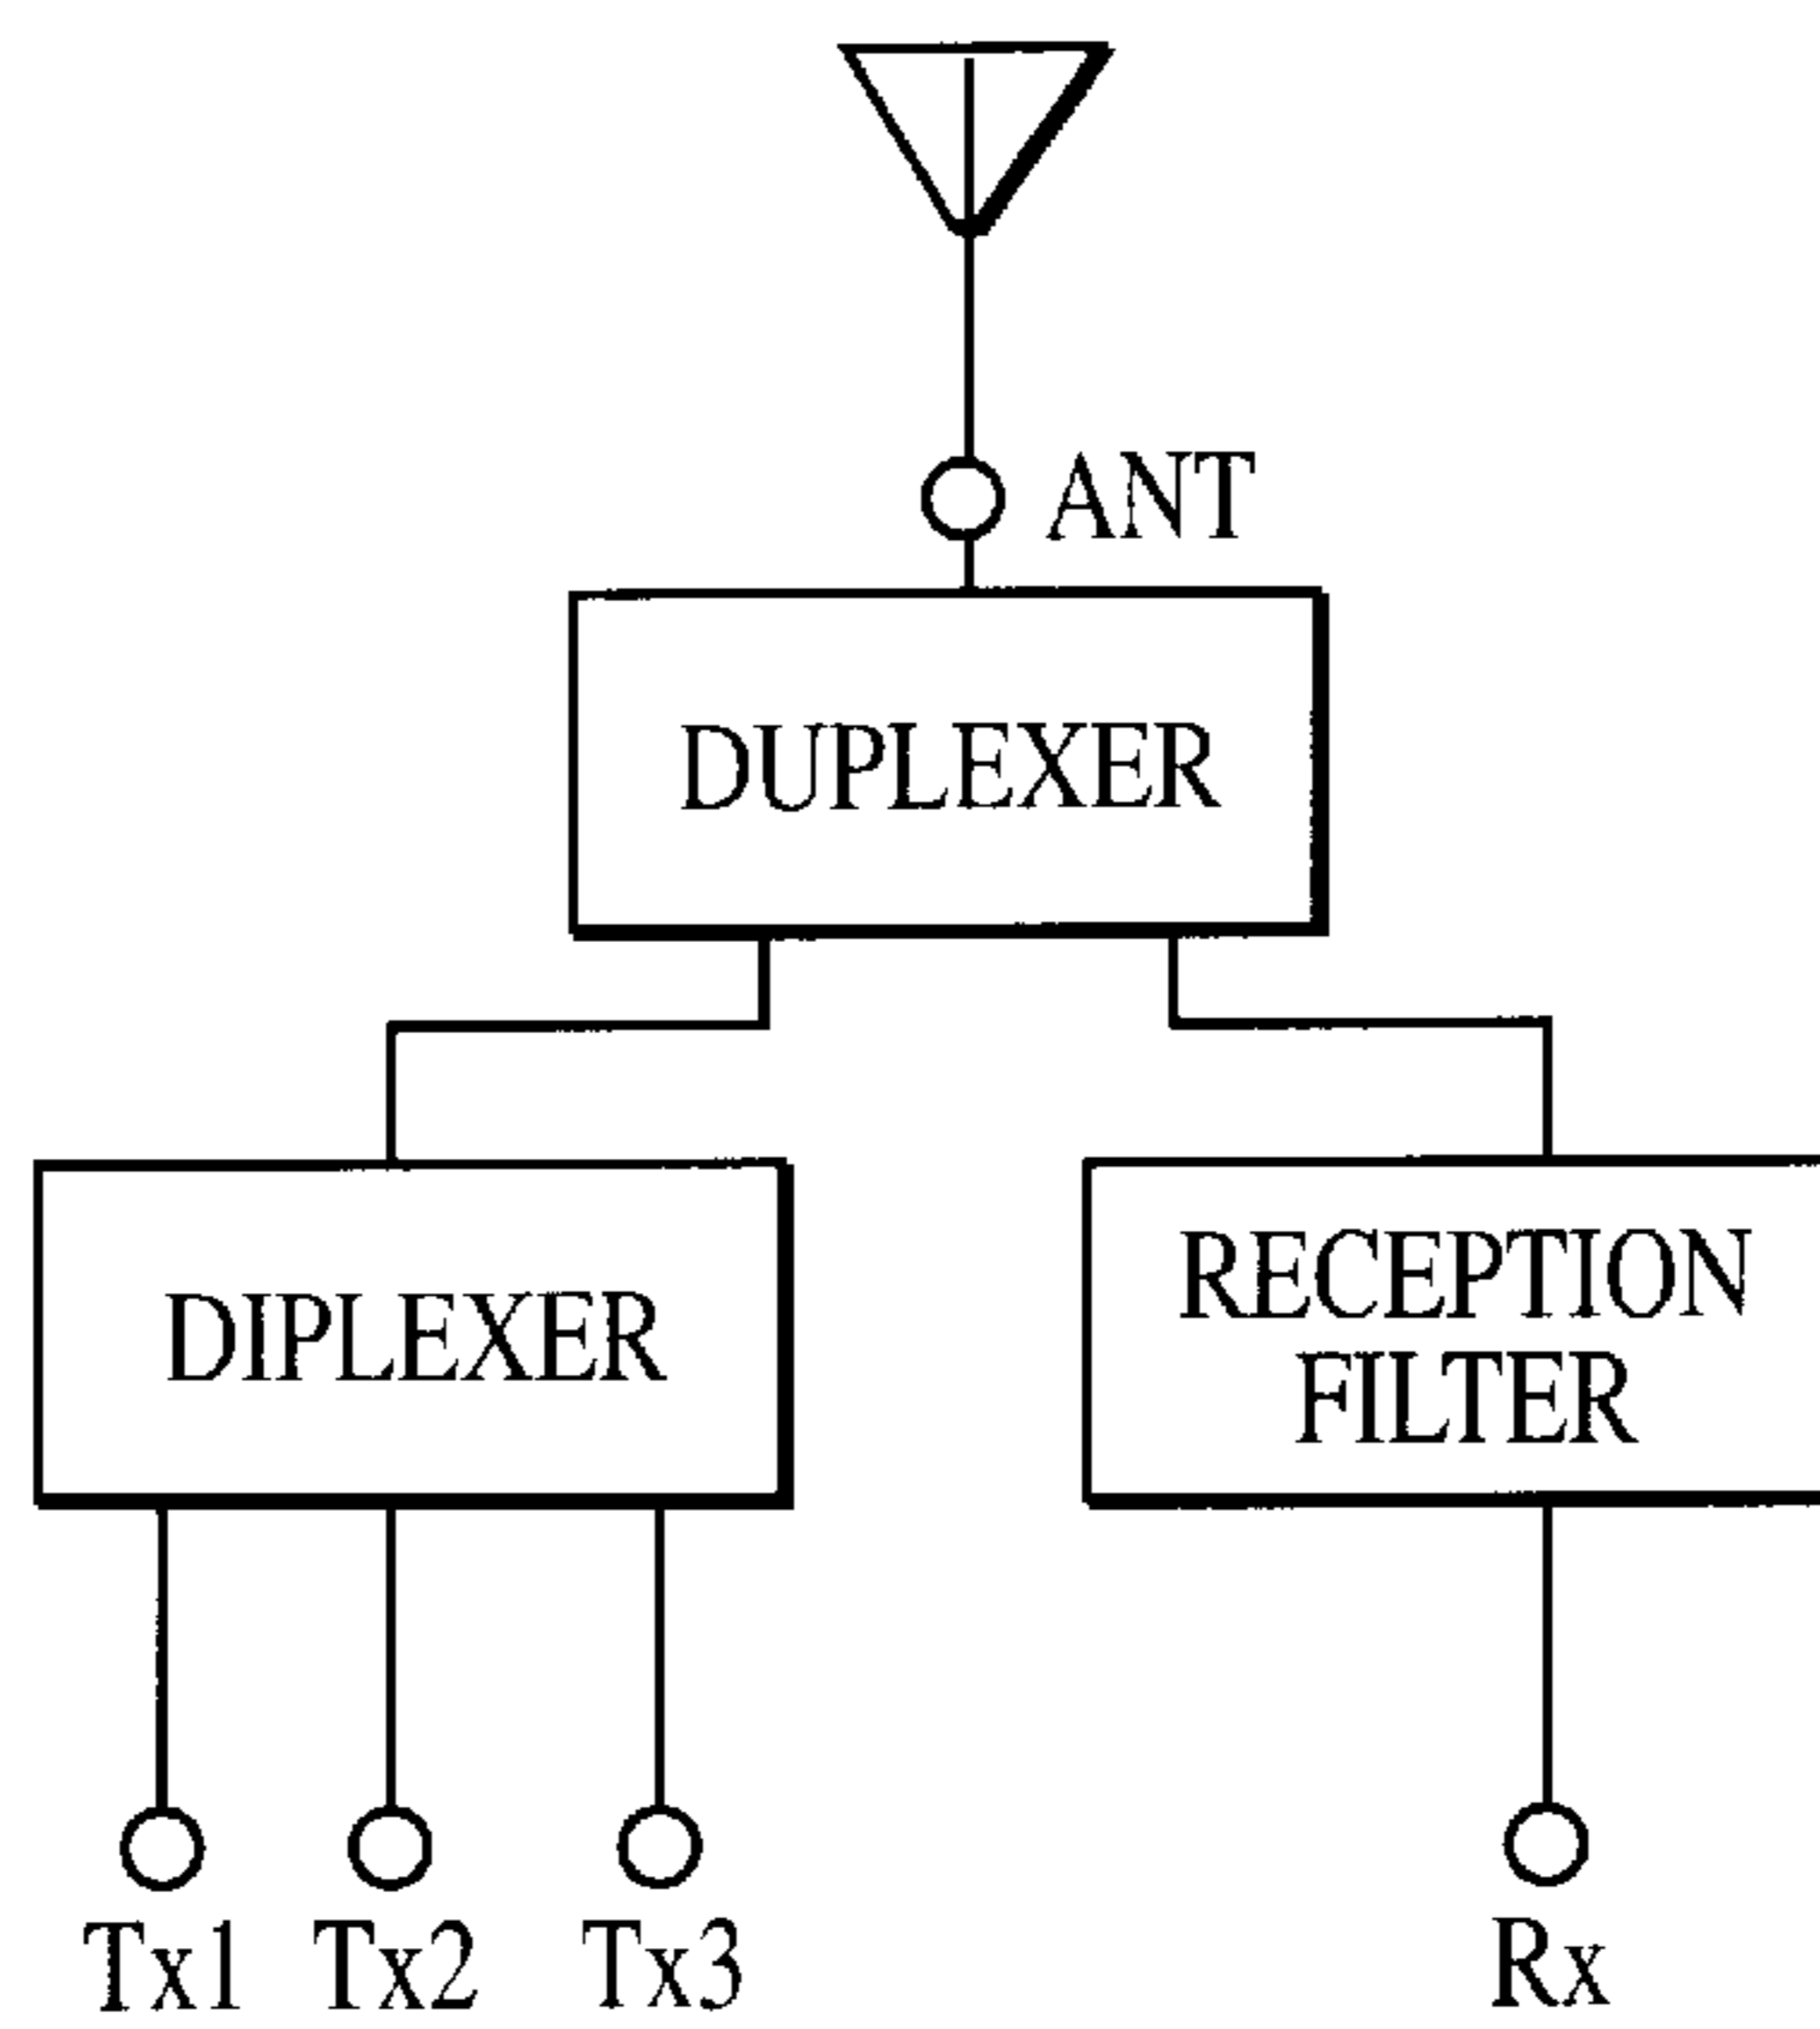 ANT
DUPLEXER
DIPLEXER
RECEPTION
FILTER
Tx1 Tx2 Tx3 Rx